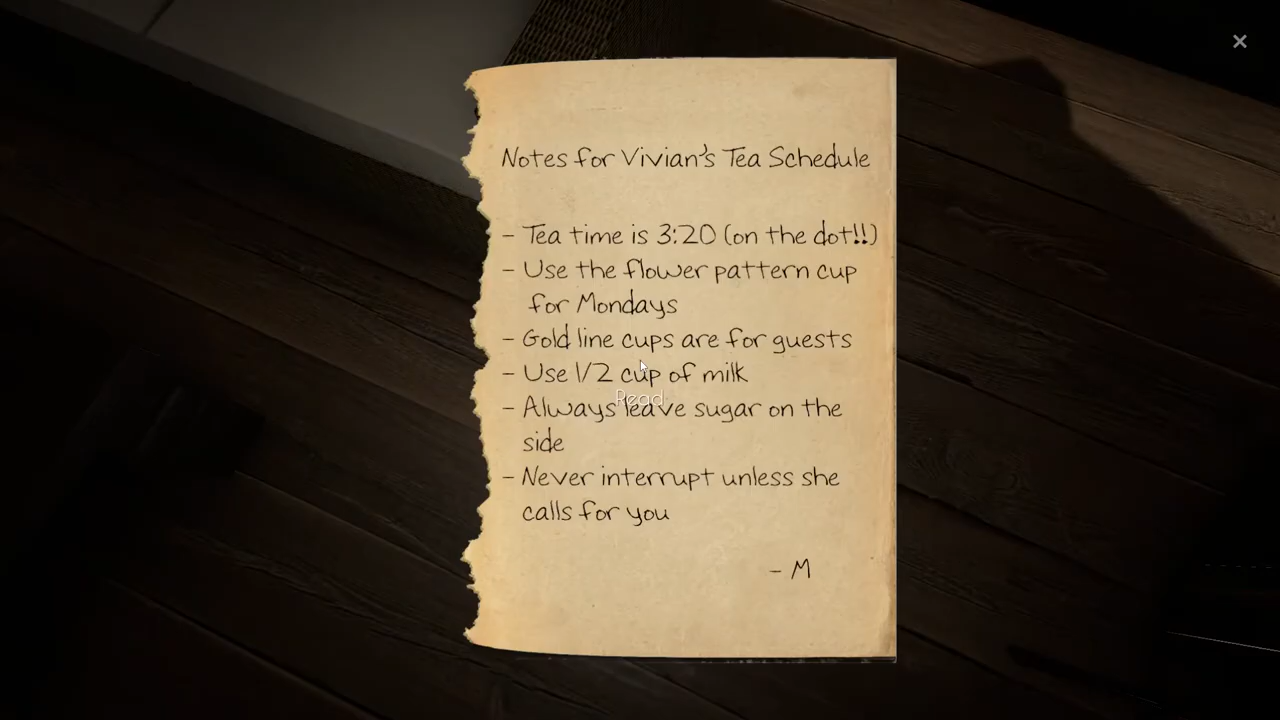 Notes for Vivian's Tea Schedule
- Tea time is 3:20 (on the dot!!)
- Use the flower pattern cup
for Mondays
- Gold line cups are for guests
- Use 1/2 cup of milk
Read
- Always leave sugar on the
side
- Never interrupt unless she
calls for you
- M